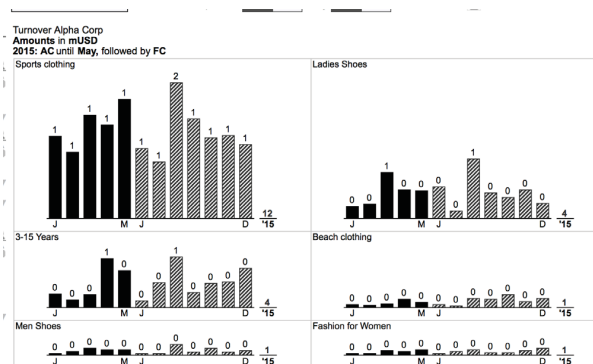 Turnover Alpha Corp
Amounts in mUSD
2015: AC until May, followed by FC
Sports clothing
1 1 1 1 1 1 1 2 1 1 1 1
12
J M J D '15
Ladies Shoes
0 0 1 0 0 0 0 1 0 0 0 0
4
J M J D '15
3-15 Years
0 0 0 1 0 0 0 1 0 0 0 0
4
J M J D '15
Beach clothing
0 0 0 0 0 0 0 0 0 0 0 0
1
J M J D '15
Men Shoes
0 0 0 0 0 0 0 0 0 0 0 0
1
J M J D '15
Fashion for Women
0 0 0 0 0 0 0 0 0 0 0 0
1
J M J D '15